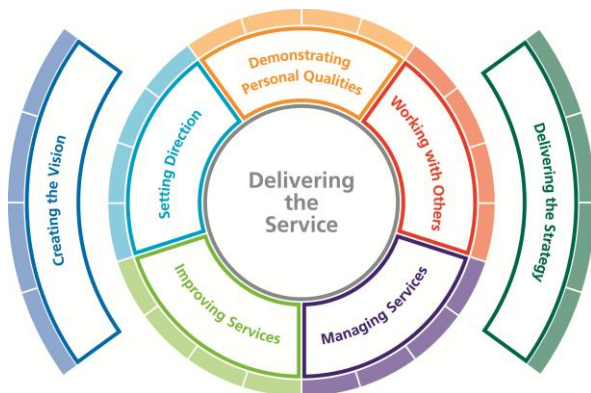 Demonstrating
Personal Qualities
Creating the Vision
Setting Direction
Delivering
the
Service
Working with Others
Delivering the Strategy
Improving Services
Managing Services